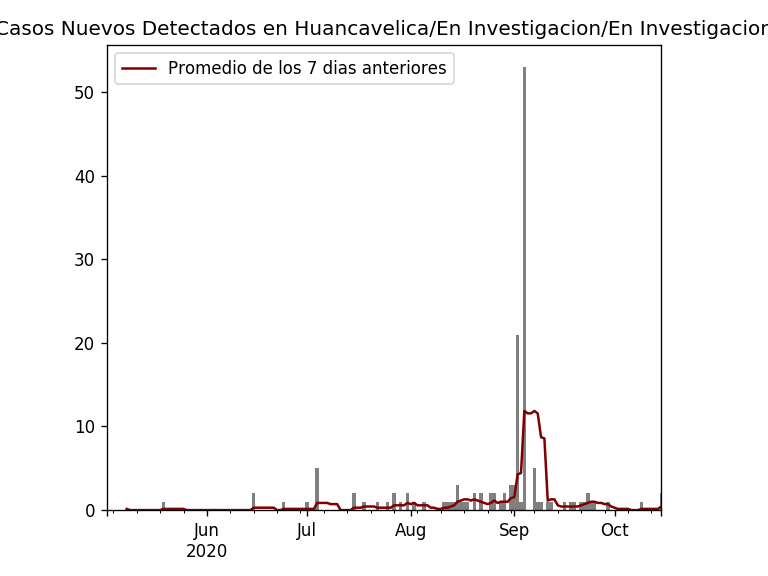 Casos Nuevos Detectados en Huancavelica/En Investigacion/En Investigacion
Promedio de los 7 dias anteriores
50
40
30
20
10
0
Jun Jul Aug Sep Oct
2020